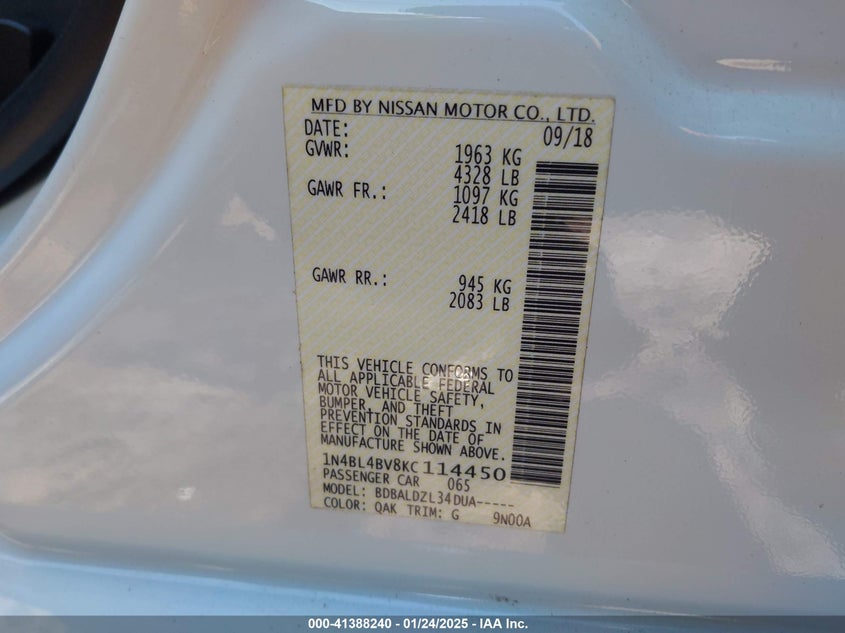 MFD BY NISSAN MOTOR CO., LTD.
DATE: 09/18
GVWR: 1963 KG
4328 LB
GAWR FR.: 1097 KG
2418 LB
GAWR RR.: 945 KG
2083 LB
THIS VEHICLE CONFORMS TO
ALL APPLICABLE FEDERAL
MOTOR VEHICLE SAFETY,
BUMPER, AND THEFT
PREVENTION STANDARDS IN
EFFECT ON THE DATE OF
MANUFACTURE SHOWN ABOVE.
1N4BL4BV8KC114450
PASSENGER CAR 065
MODEL: BDBALDZL34DUA-----
COLOR: QAK TRIM: G 9N00A
000-41388240 - 01/24/2025 - IAA Inc.